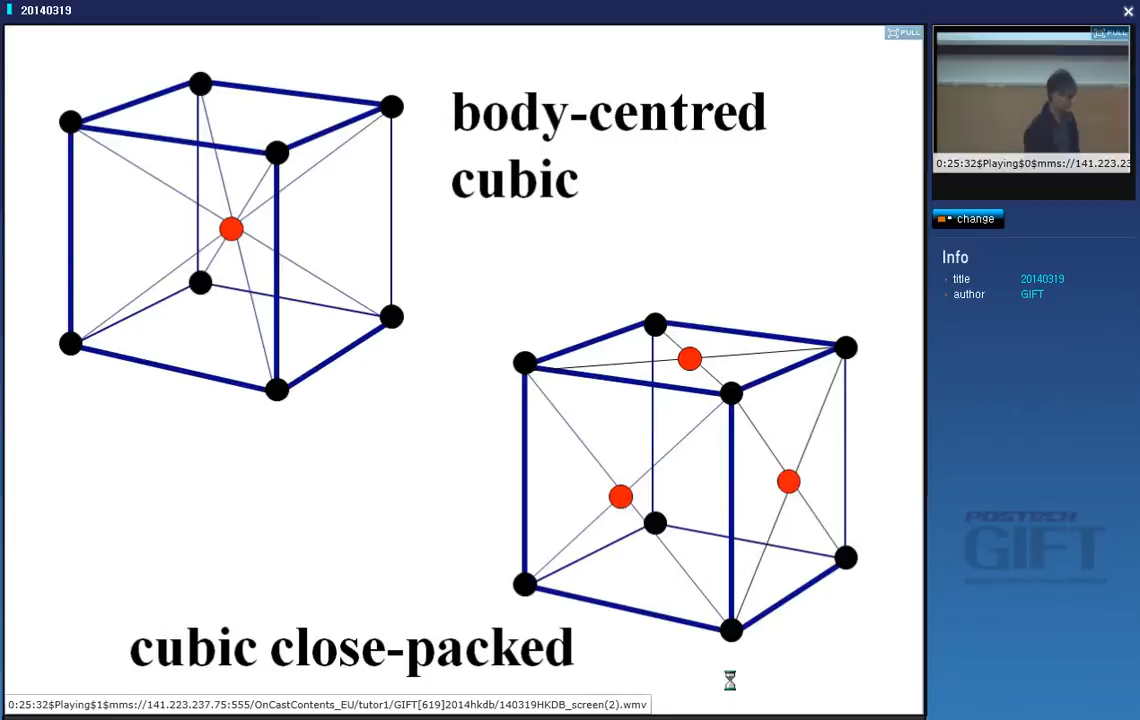 20140319
FULL
FULL
body-centred
cubic
cubic close-packed
0:25:32$Playing$0$mms://141.223.23
change
Info
title 20140319
author GIFT
POSTECH
GIFT
0:25:32$Playing$1$mms://141.223.237.75:555/OnCastContents_EU/tutor1/GIFT[619]2014hkdb/140319HKDB_screen(2).wmv